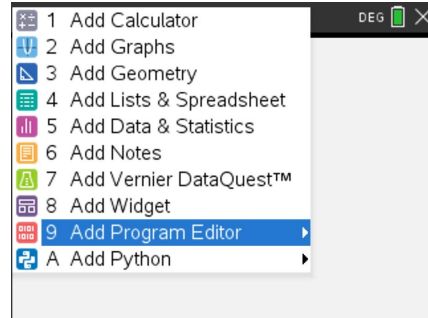 1 Add Calculator
DEG
2 Add Graphs
3 Add Geometry
4 Add Lists & Spreadsheet
5 Add Data & Statistics
6 Add Notes
7 Add Vernier DataQuest™
8 Add Widget
9 Add Program Editor
A Add Python